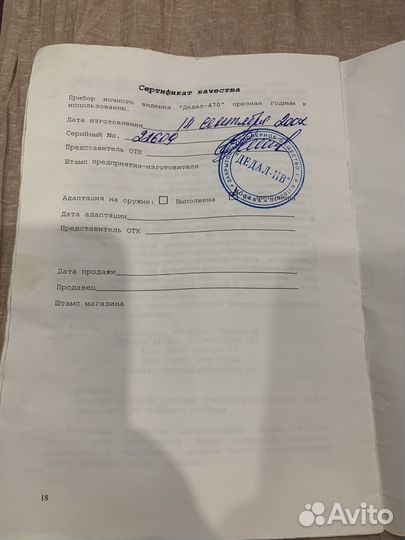 Сертификат качества
Прибор ночного видения "Дедал-470" признан годным к
использованию.
Дата изготовления 14 сентября 200
Серийный No. 21609
Представитель ОТК
Штамп предприятия-изготовителя
"ДЕДАЛ-НВ"
МОСКВА
Адаптация на оружие: Выполнена
Дата адаптации
Представитель ОТК
Дата продажи
Продавец
Штамп магазина
18
Avito